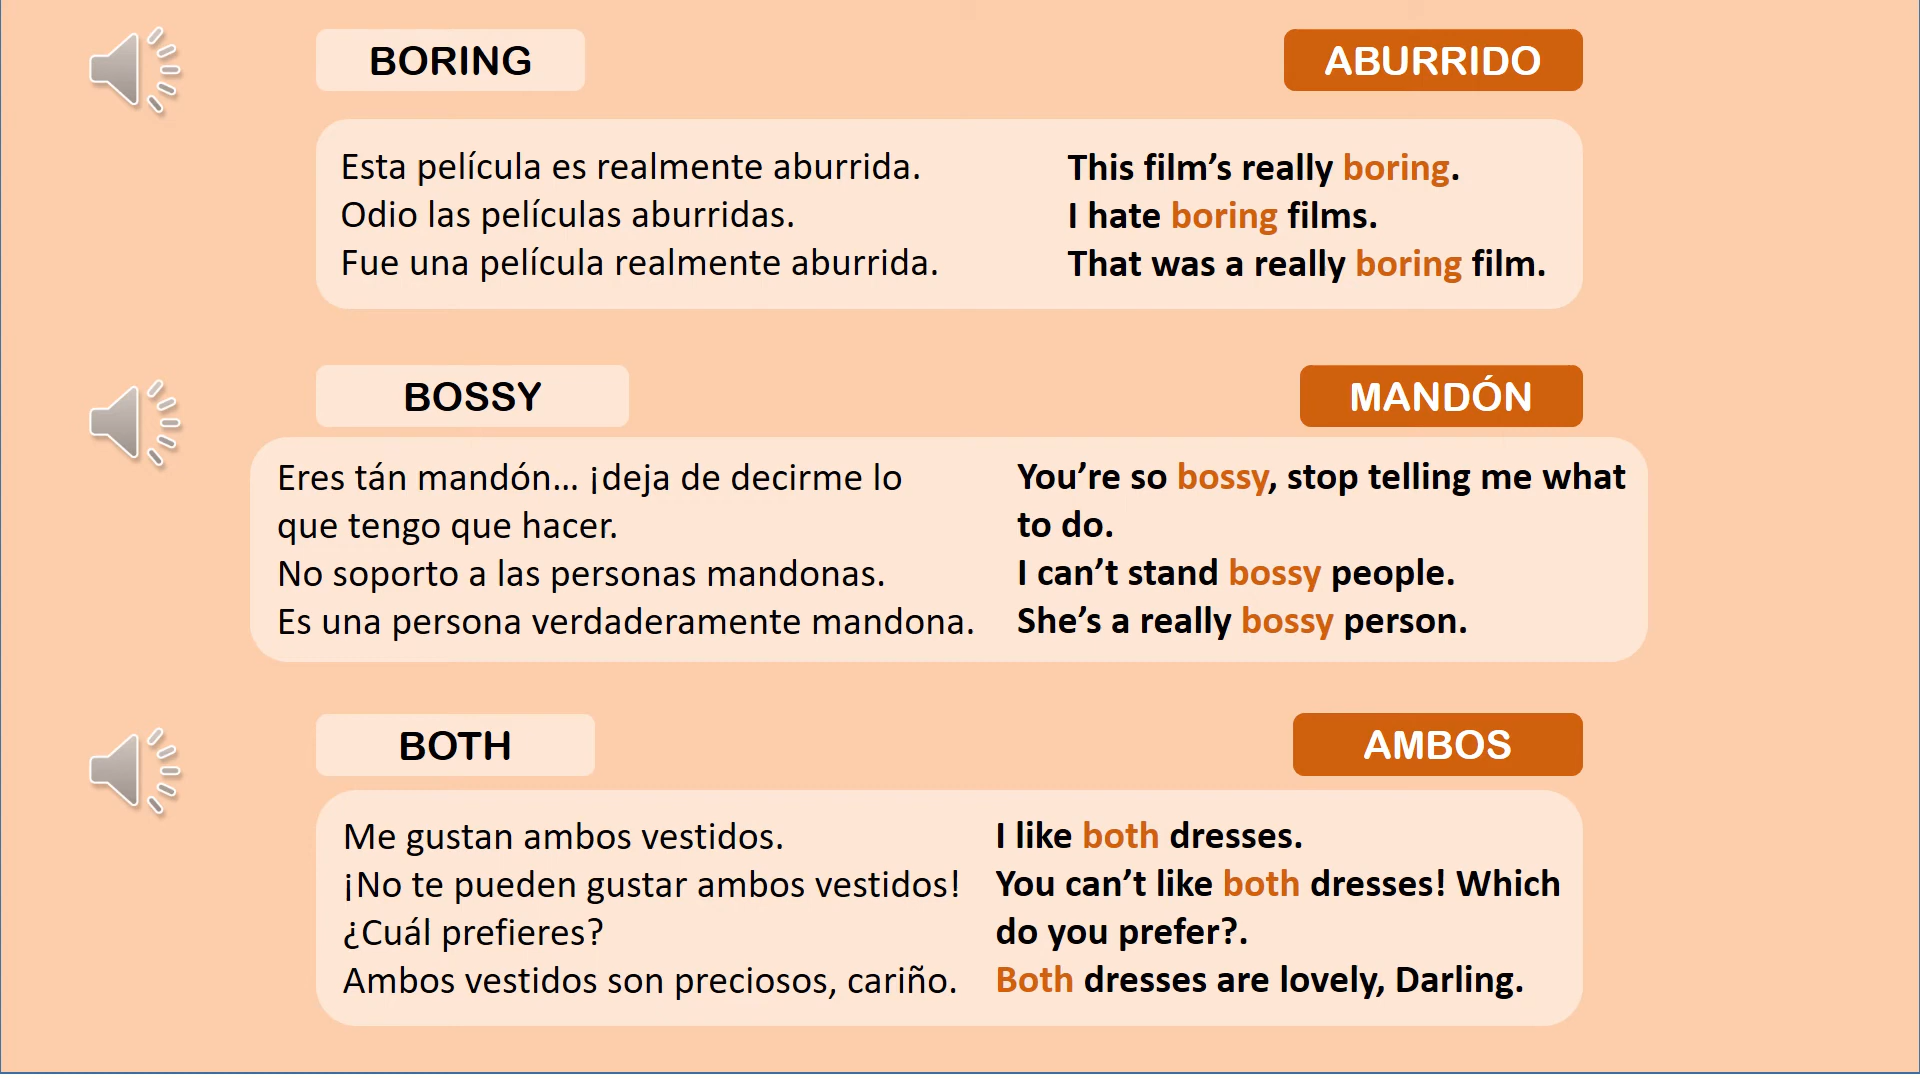 BORING
ABURRIDO
Esta película es realmente aburrida.
Odio las películas aburridas.
Fue una película realmente aburrida.
This film’s really boring.
I hate boring films.
That was a really boring film.
BOSSY
MANDÓN
Eres tán mandón… ¡deja de decirme lo
que tengo que hacer.
No soporto a las personas mandonas.
Es una persona verdaderamente mandona.
You’re so bossy, stop telling me what
to do.
I can’t stand bossy people.
She’s a really bossy person.
BOTH
AMBOS
Me gustan ambos vestidos.
¡No te pueden gustar ambos vestidos!
¿Cuál prefieres?
Ambos vestidos son preciosos, cariño.
I like both dresses.
You can’t like both dresses! Which
do you prefer?.
Both dresses are lovely, Darling.